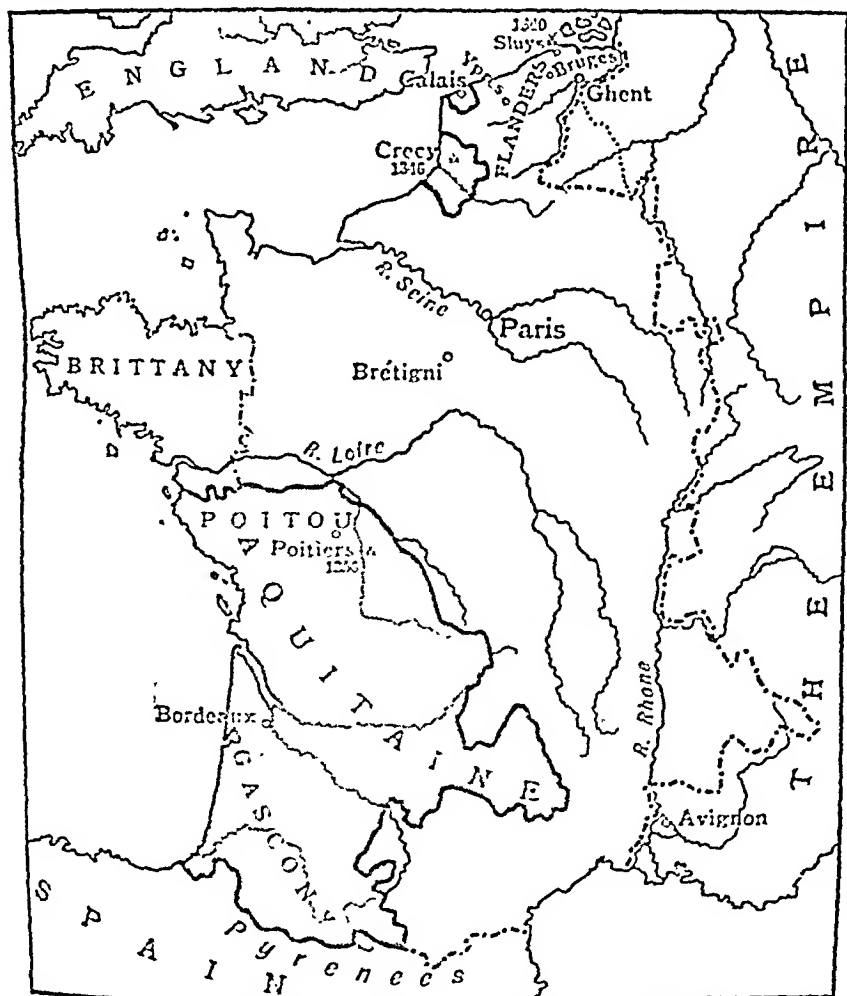 ENGLAND
1340
Sluys
Bruges
Ypres
Calais
Ghent
FLANDERS
Crecy
1346
THE EMPIRE
R. Seine
Paris
BRITTANY
Brétigni
R. Loire
POITOU
Poitiers
AQUITAINE
R. Rhone
Bordeaux
GASCONY
Avignon
SPAIN
Pyrenees